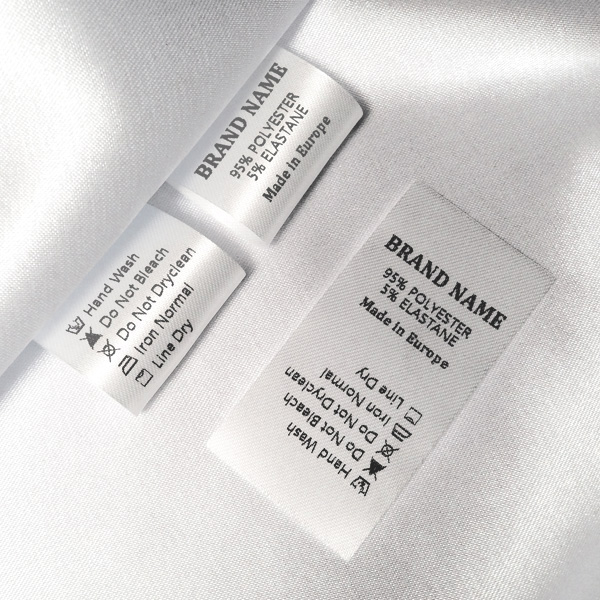 BRAND NAME
95% POLYESTER
5% ELASTANE
Made in Europe
Hand Wash
Do Not Bleach
Do Not Dryclean
Iron Normal
Line Dry
BRAND NAME
95% POLYESTER
5% ELASTANE
Made in Europe
Hand Wash
Do Not Bleach
Do Not Dryclean
Iron Normal
Line Dry